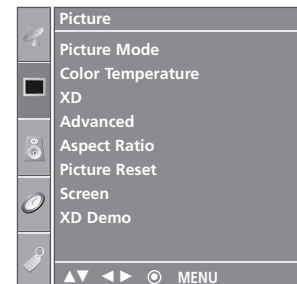 Picture
Picture Mode
Color Temperature
XD
Advanced
Aspect Ratio
Picture Reset
Screen
XD Demo
▲▼ ◄► ⊙ MENU